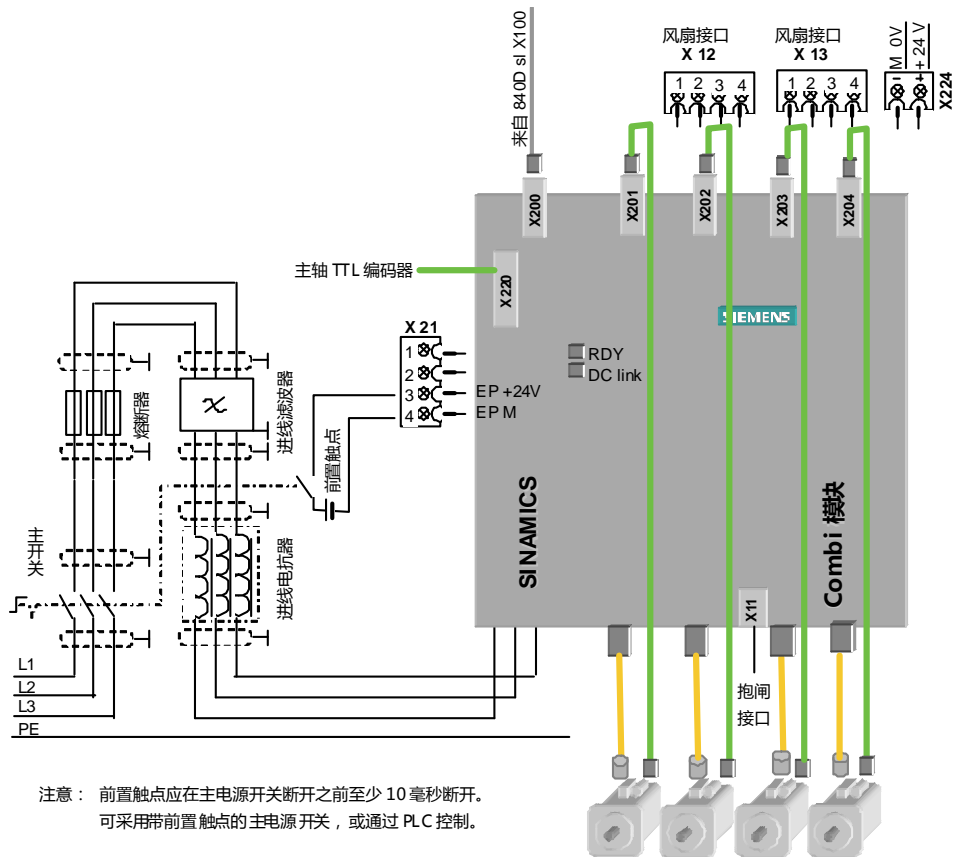 风扇接口
X 12
1 2 3 4
风扇接口
X 13
1 2 3 4
M 0V
+ 24 V
X224
来自 840D sl X100
X200
X201
X202
X203
X204
主轴 TTL 编码器
X220
SIEMENS
X 21
1
2
3
4
EP +24V
EP M
RDY
DC link
熔断器
进线滤波器
前置触点
主开关
进线电抗器
SINAMICS
Combi 模块
X11
抱闸
接口
L1
L2
L3
PE
注意： 前置触点应在主电源开关断开之前至少 10 毫秒断开。
可采用带前置触点的主电源开关，或通过 PLC 控制。